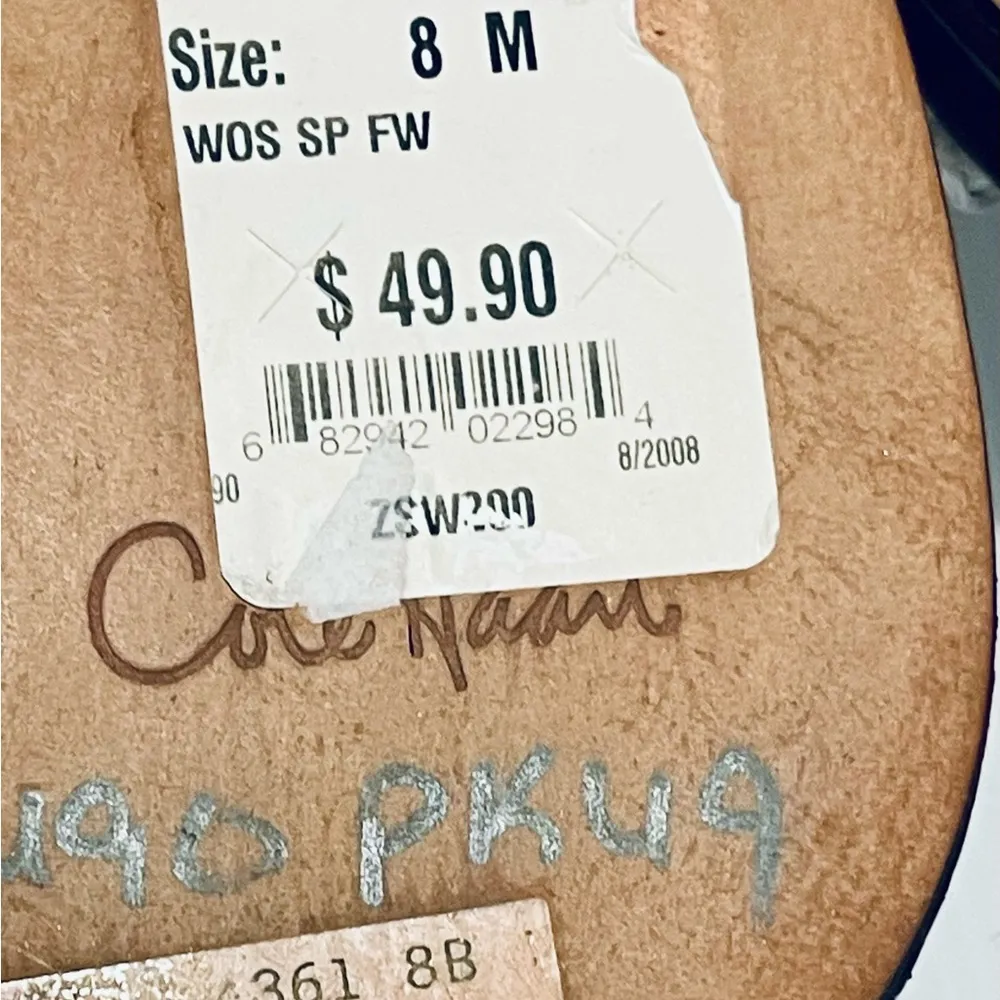 Size: 8 M
WOS SP FW
$ 49.90
6 82942 02298 4
8/2008
90
Cole Haan
490 PK49
361 8B